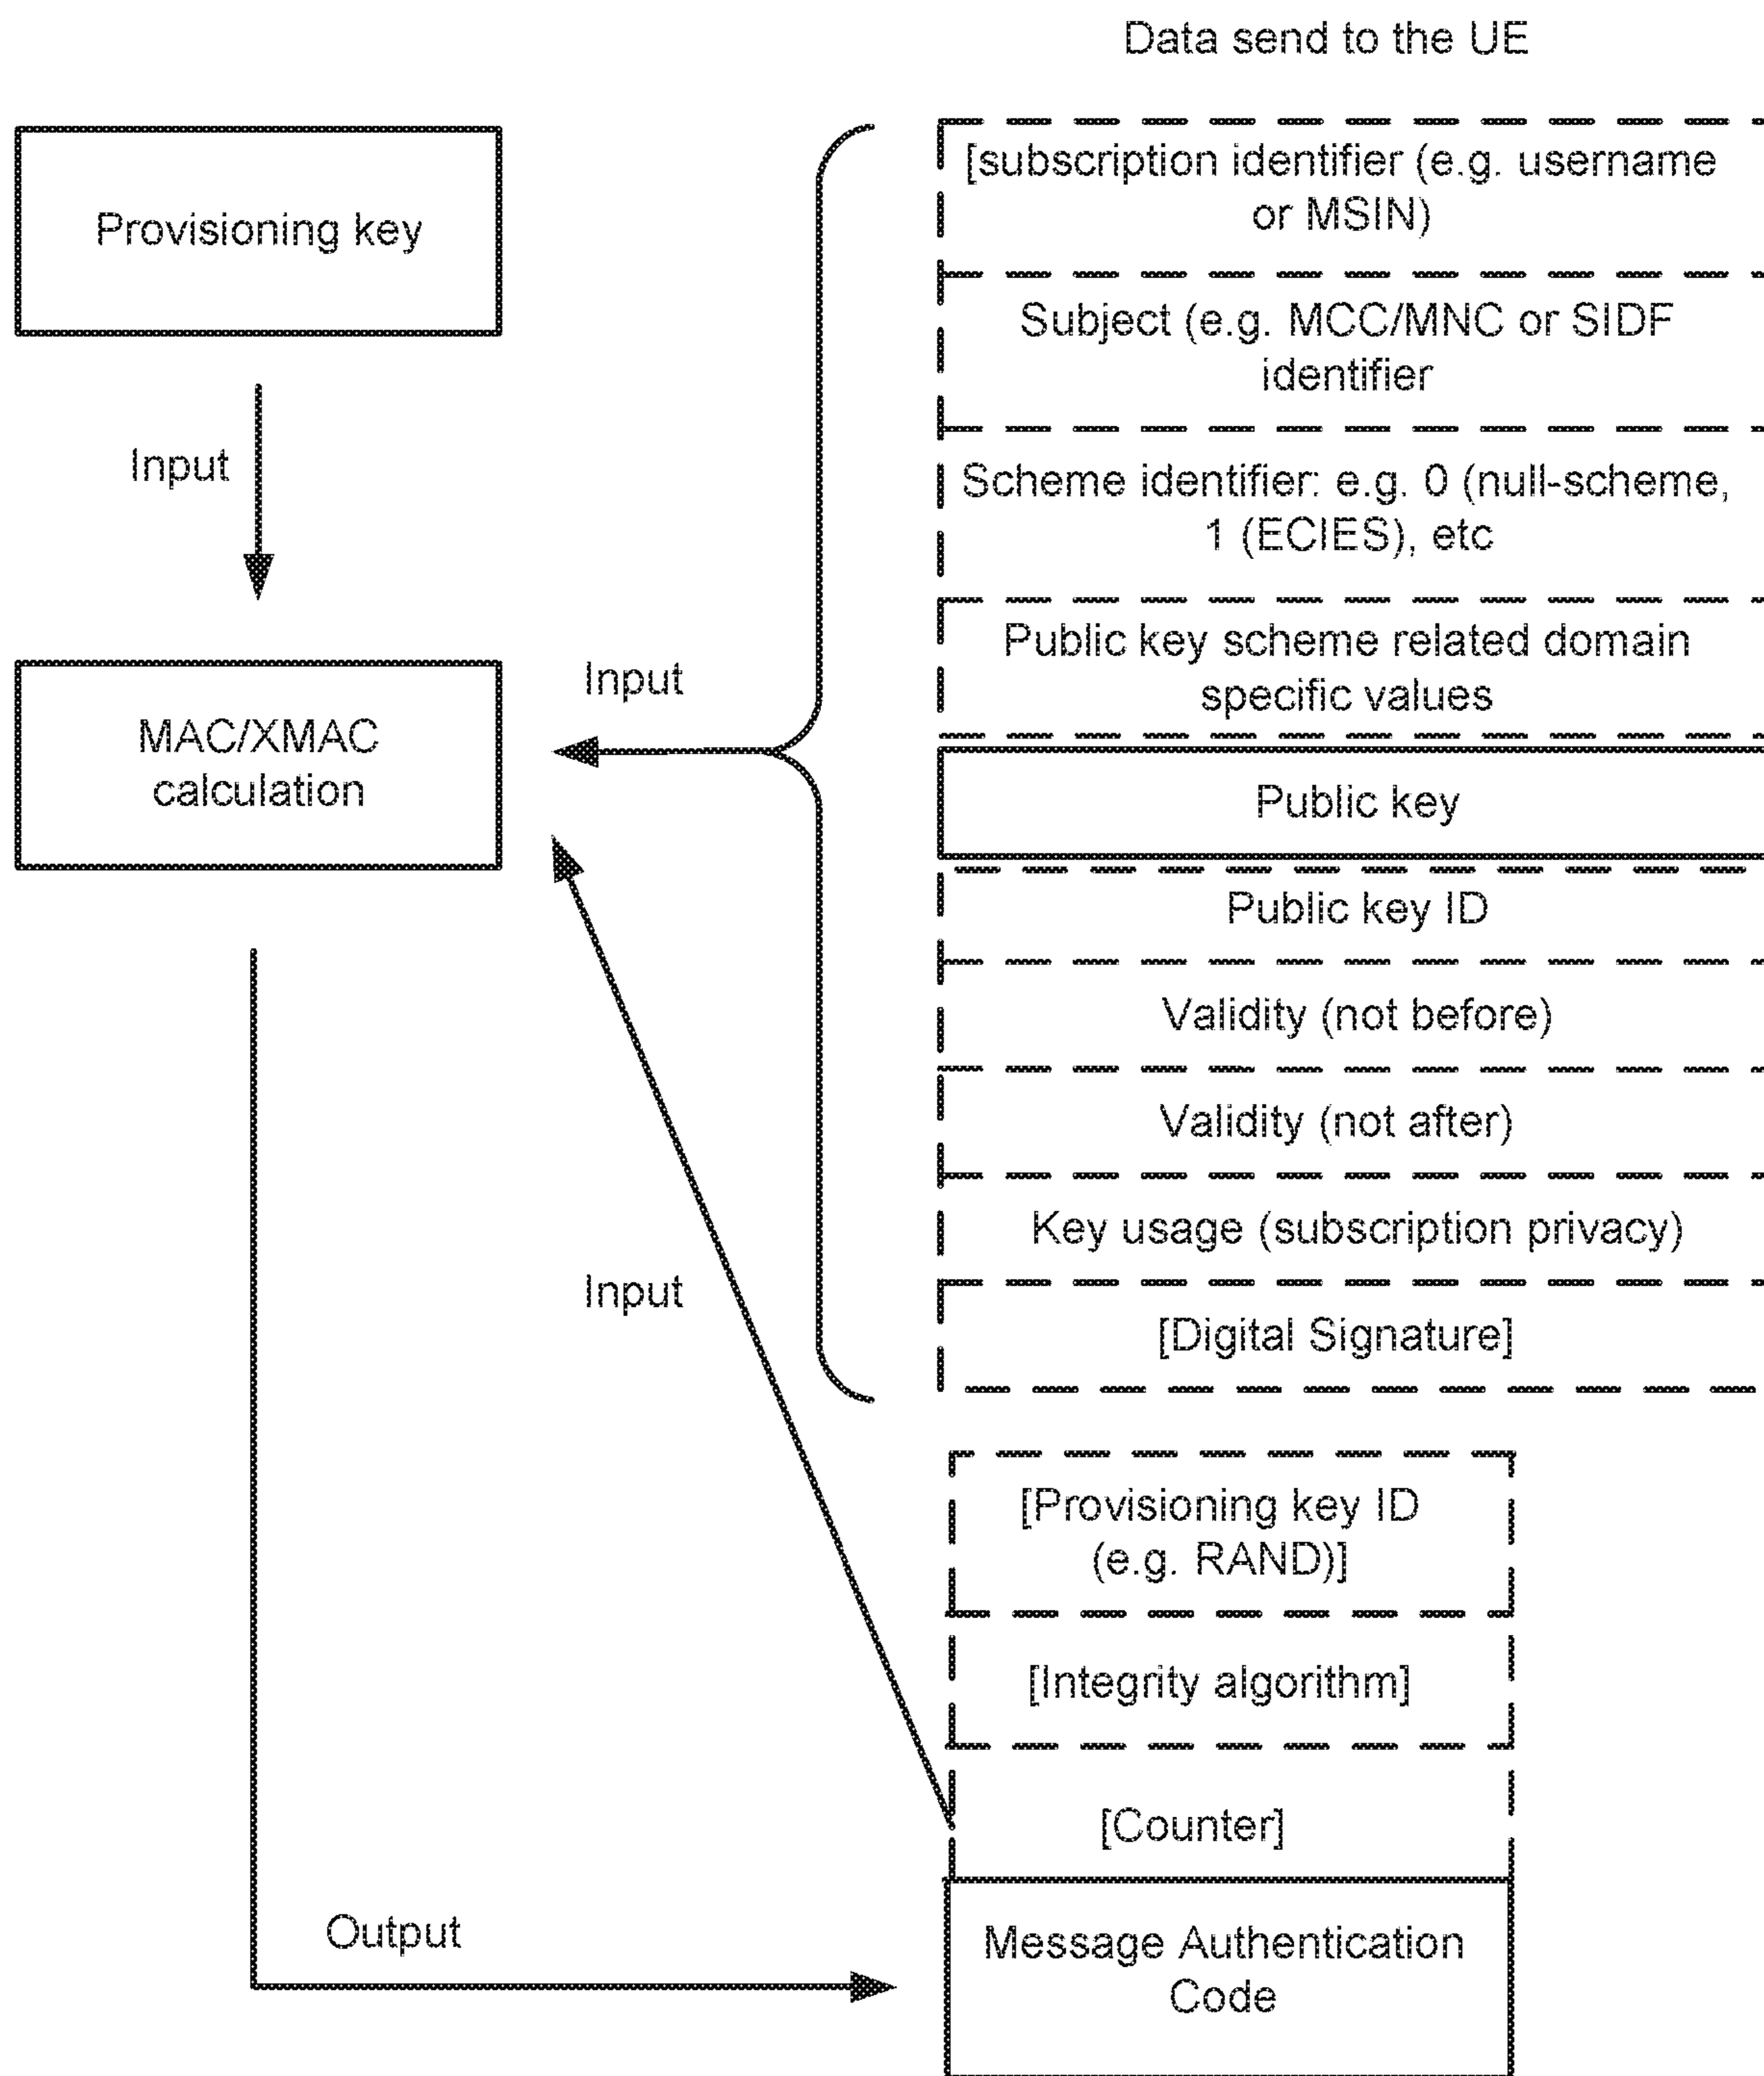 Data send to the UE
Provisioning key
Input
MAC/XMAC
calculation
Input
Input
Output
[subscription identifier (e.g. username
or MSIN)
Subject (e.g. MCC/MNC or SIDF
identifier
Scheme identifier: e.g. 0 (null-scheme,
1 (ECIES), etc
Public key scheme related domain
specific values
Public key
Public key ID
Validity (not before)
Validity (not after)
Key usage (subscription privacy)
[Digital Signature]
[Provisioning key ID
(e.g. RAND)]
[Integrity algorithm]
[Counter]
Message Authentication
Code